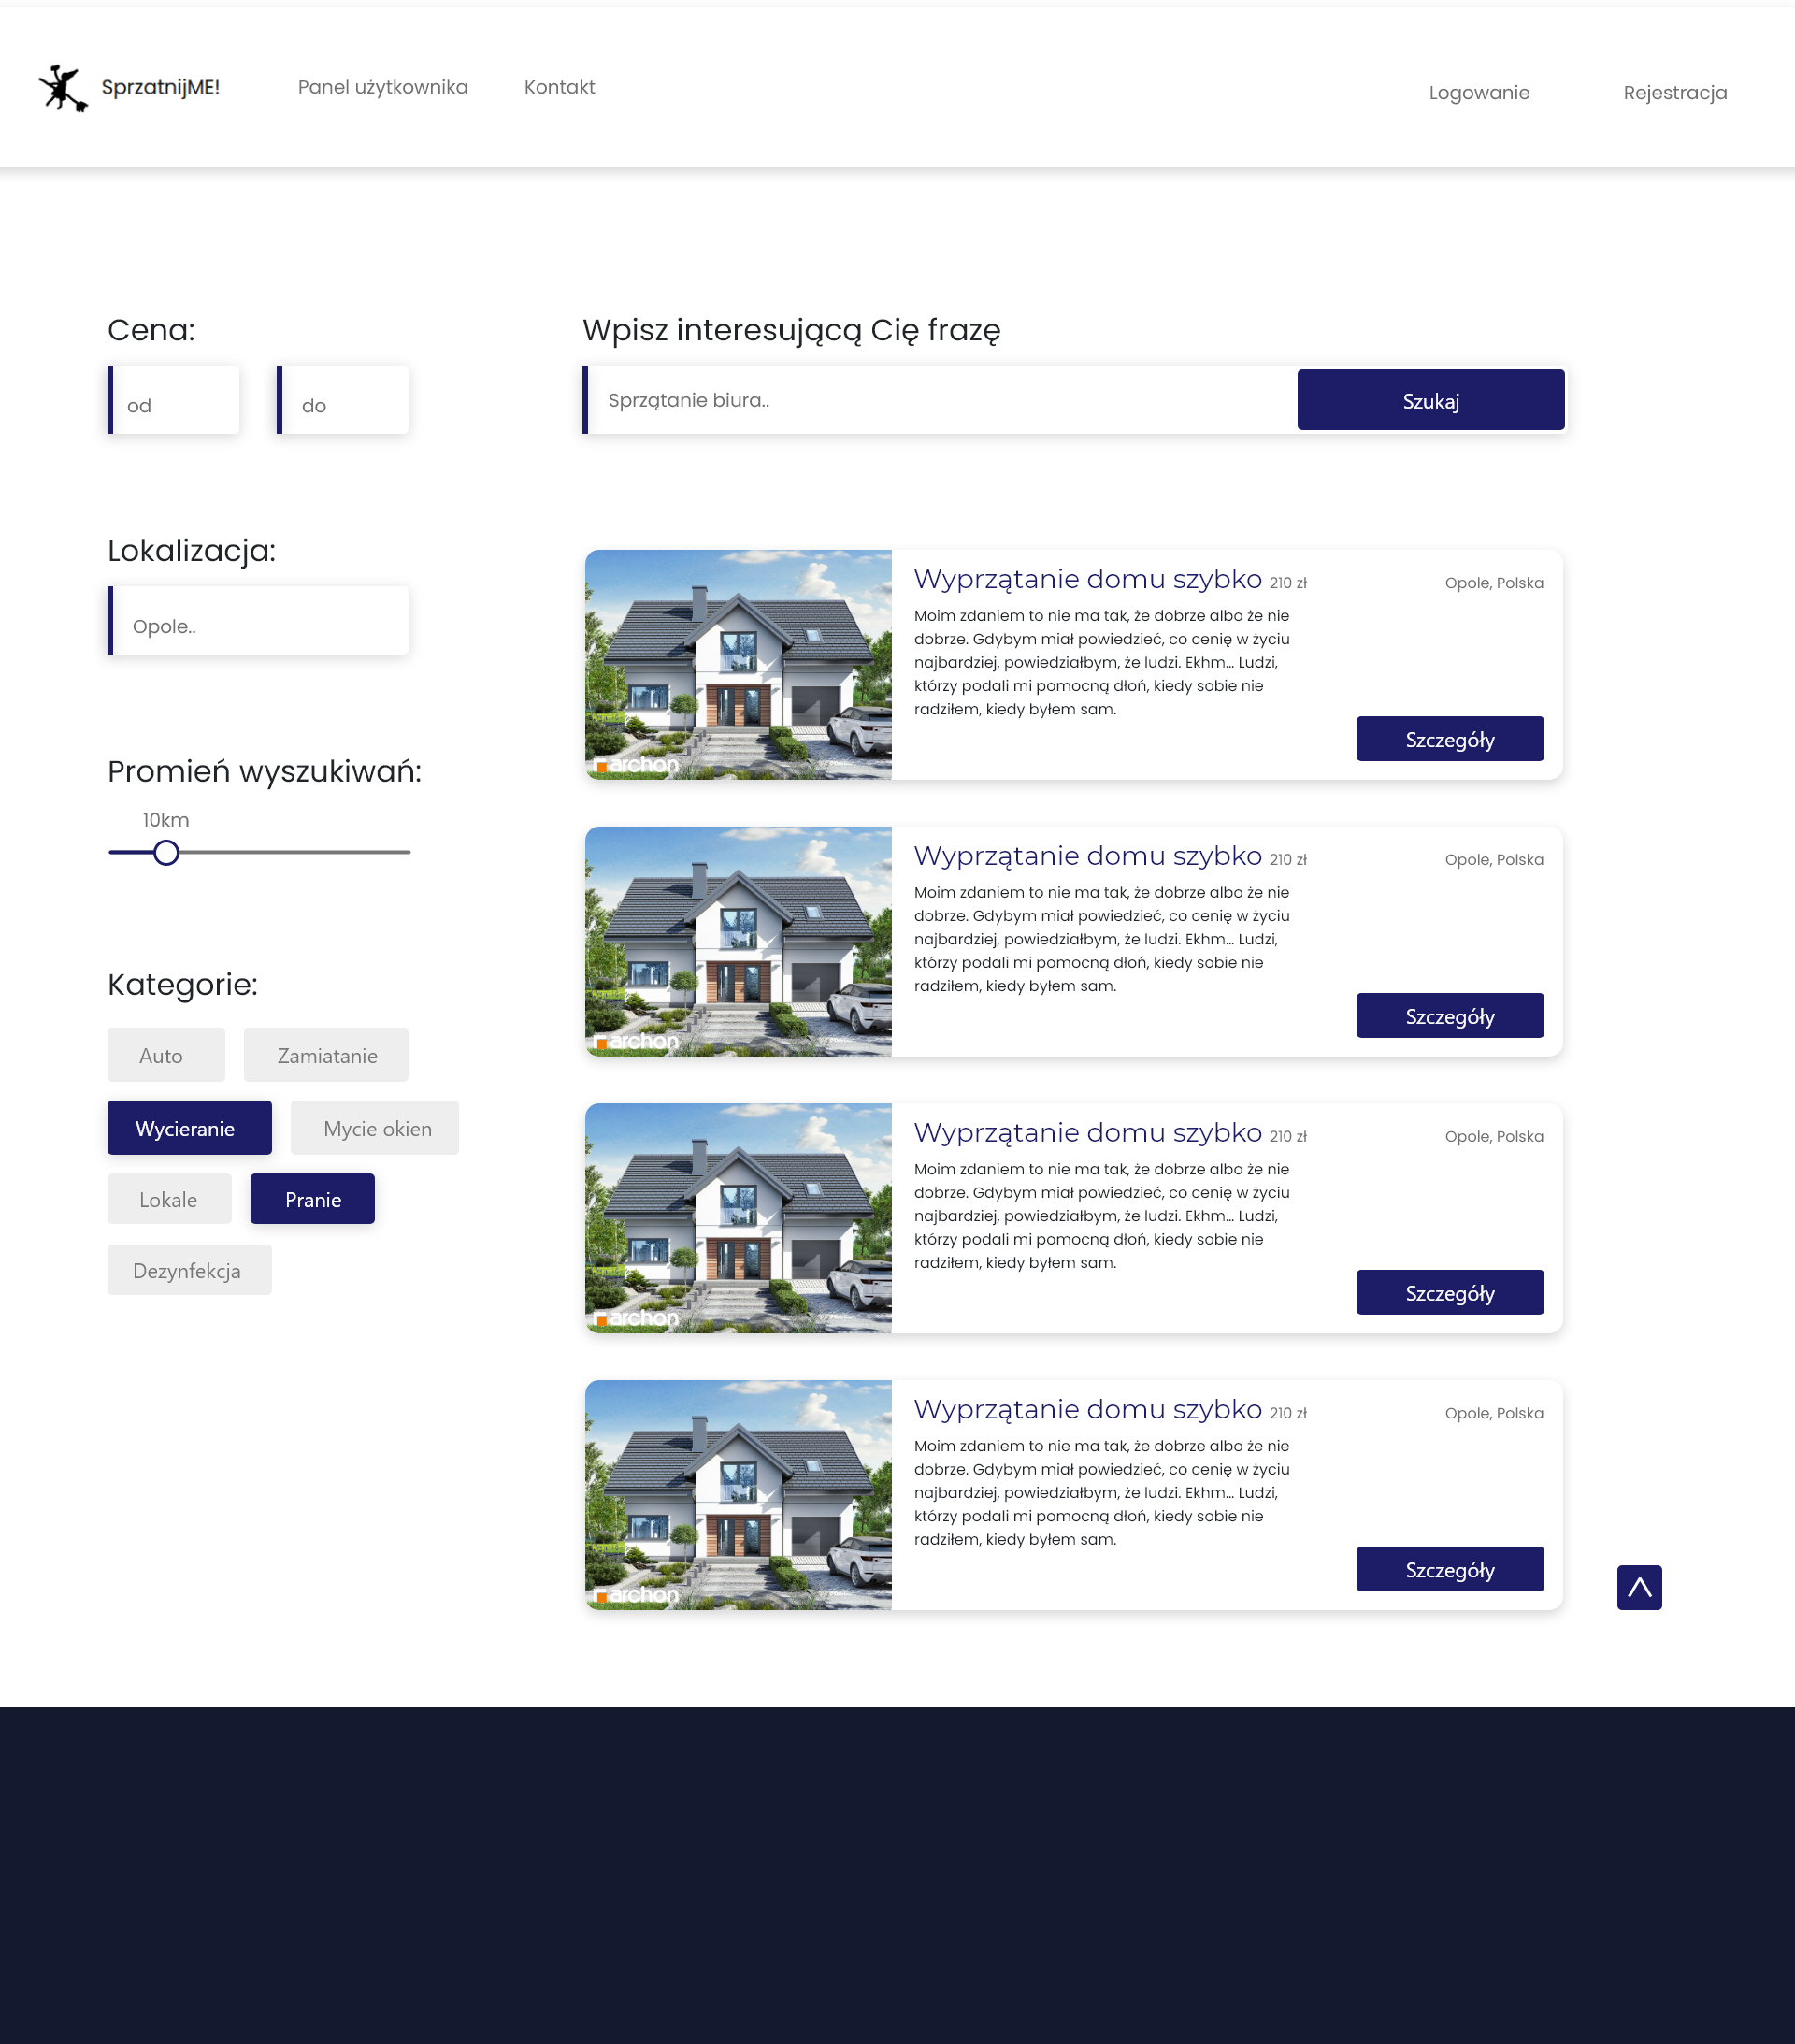 SprzatnijME!
Panel użytkownika
Kontakt
Logowanie
Rejestracja
Cena:
od
do
Lokalizacja:
Opole..
Promień wyszukiwań:
10km
Kategorie:
Auto
Zamiatanie
Wycieranie
Mycie okien
Lokale
Pranie
Dezynfekcja
Wpisz interesującą Cię frazę
Sprzątanie biura..
Szukaj
Wyprzątanie domu szybko 210 zł
Opole, Polska
Moim zdaniem to nie ma tak, że dobrze albo że nie
dobrze. Gdybym miał powiedzieć, co cenię w życiu
najbardziej, powiedziałbym, że ludzi. Ekhm... Ludzi,
którzy podali mi pomocną dłoń, kiedy sobie nie
radziłem, kiedy byłem sam.
Szczegóły
archon
Wyprzątanie domu szybko 210 zł
Opole, Polska
Moim zdaniem to nie ma tak, że dobrze albo że nie
dobrze. Gdybym miał powiedzieć, co cenię w życiu
najbardziej, powiedziałbym, że ludzi. Ekhm... Ludzi,
którzy podali mi pomocną dłoń, kiedy sobie nie
radziłem, kiedy byłem sam.
Szczegóły
archon
Wyprzątanie domu szybko 210 zł
Opole, Polska
Moim zdaniem to nie ma tak, że dobrze albo że nie
dobrze. Gdybym miał powiedzieć, co cenię w życiu
najbardziej, powiedziałbym, że ludzi. Ekhm... Ludzi,
którzy podali mi pomocną dłoń, kiedy sobie nie
radziłem, kiedy byłem sam.
Szczegóły
archon
Wyprzątanie domu szybko 210 zł
Opole, Polska
Moim zdaniem to nie ma tak, że dobrze albo że nie
dobrze. Gdybym miał powiedzieć, co cenię w życiu
najbardziej, powiedziałbym, że ludzi. Ekhm... Ludzi,
którzy podali mi pomocną dłoń, kiedy sobie nie
radziłem, kiedy byłem sam.
Szczegóły
archon